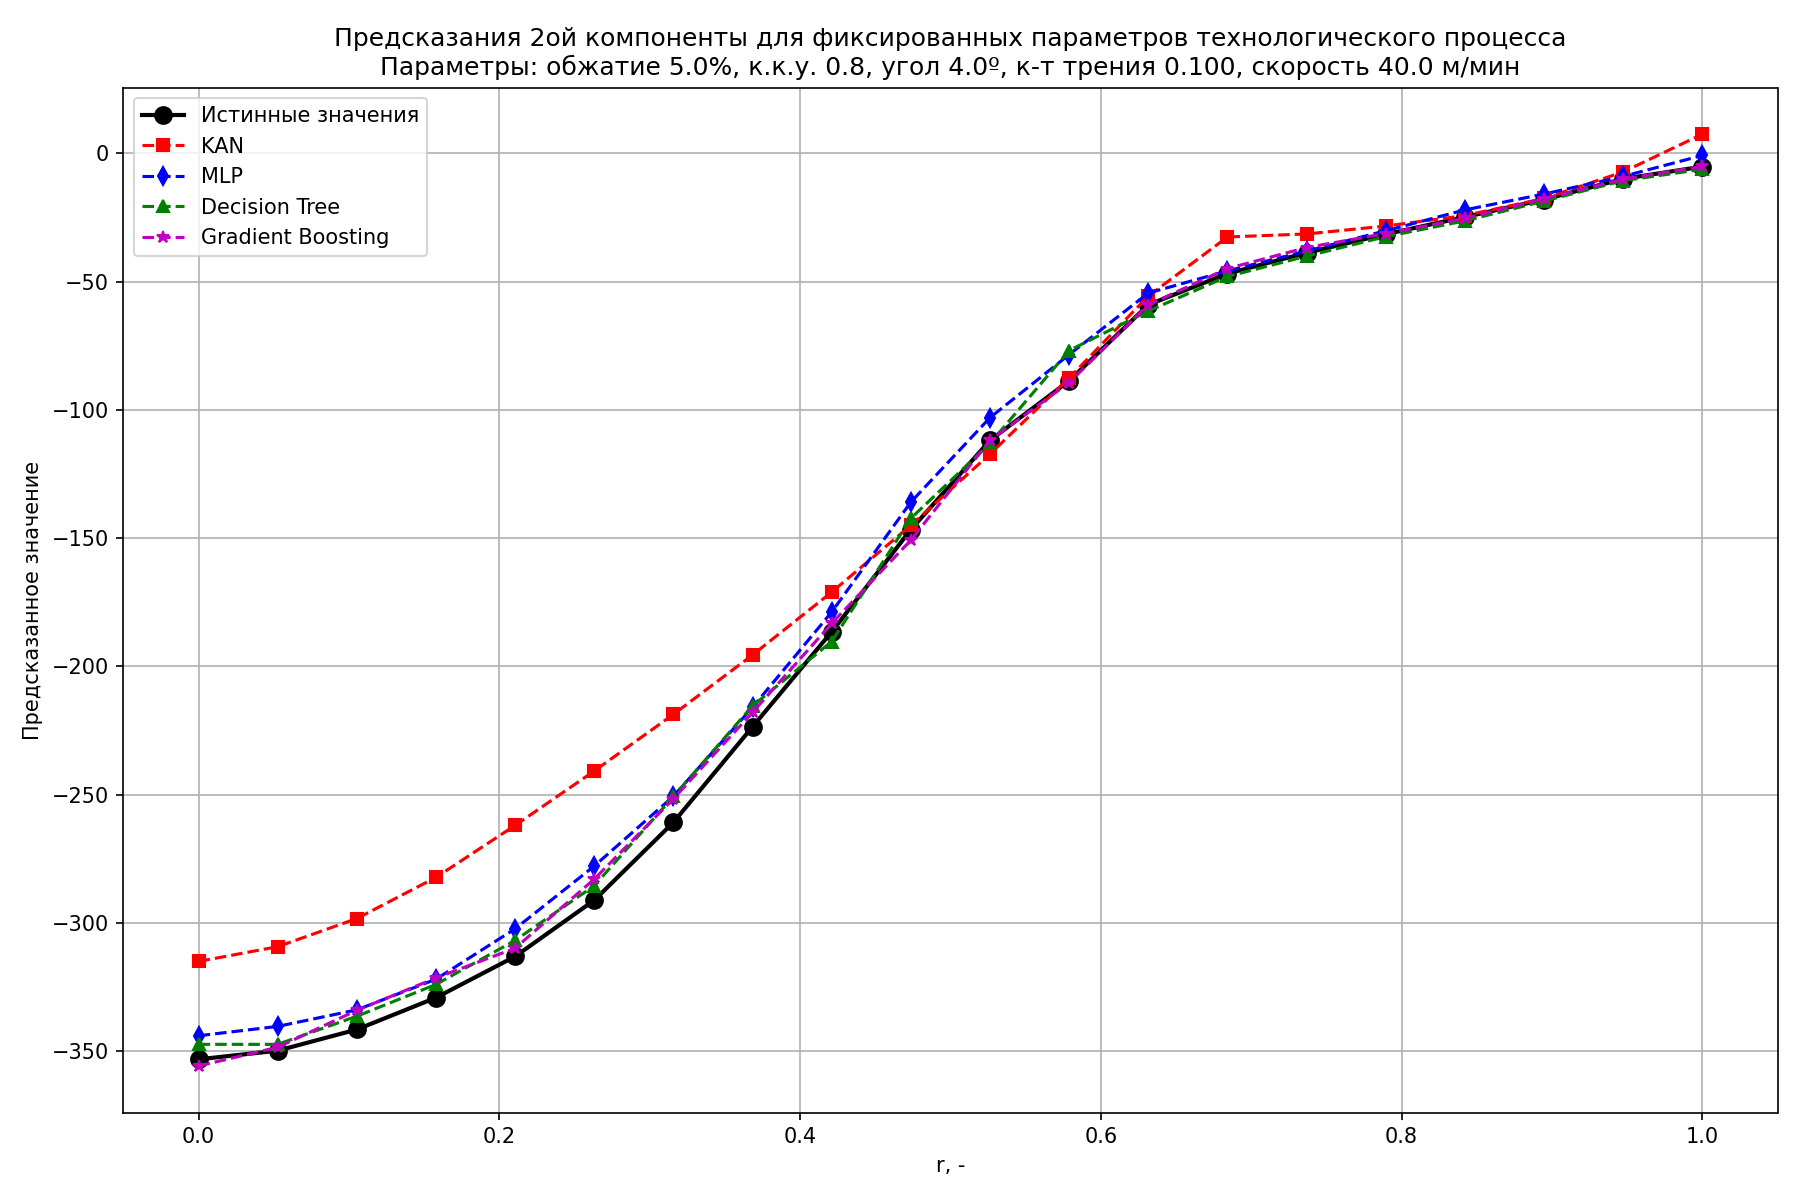 Предсказания 2ой компоненты для фиксированных параметров технологического процесса
Параметры: обжатие 5.0%, к.к.у. 0.8, угол 4.0º, к-т трения 0.100, скорость 40.0 м/мин
Истинные значения
KAN
MLP
Decision Tree
Gradient Boosting
Предсказанное значение
0
−50
−100
−150
−200
−250
−300
−350
0.0 0.2 0.4 0.6 0.8 1.0
r, -